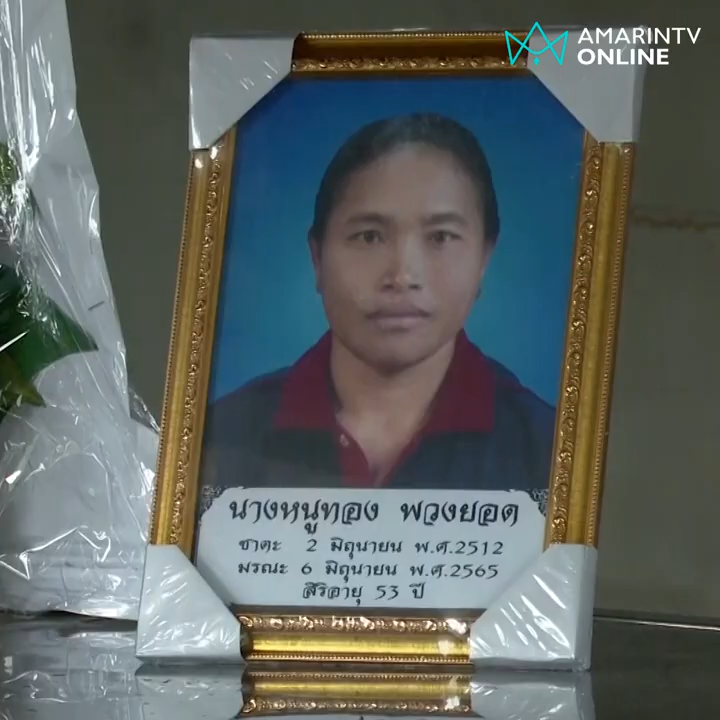 AMARINTV
ONLINE
นางหนูทอง พวงยอด
ชาตะ 2 มิถุนายน พ.ศ.2512
มรณะ 6 มิถุนายน พ.ศ.2565
สิริอายุ 53 ปี